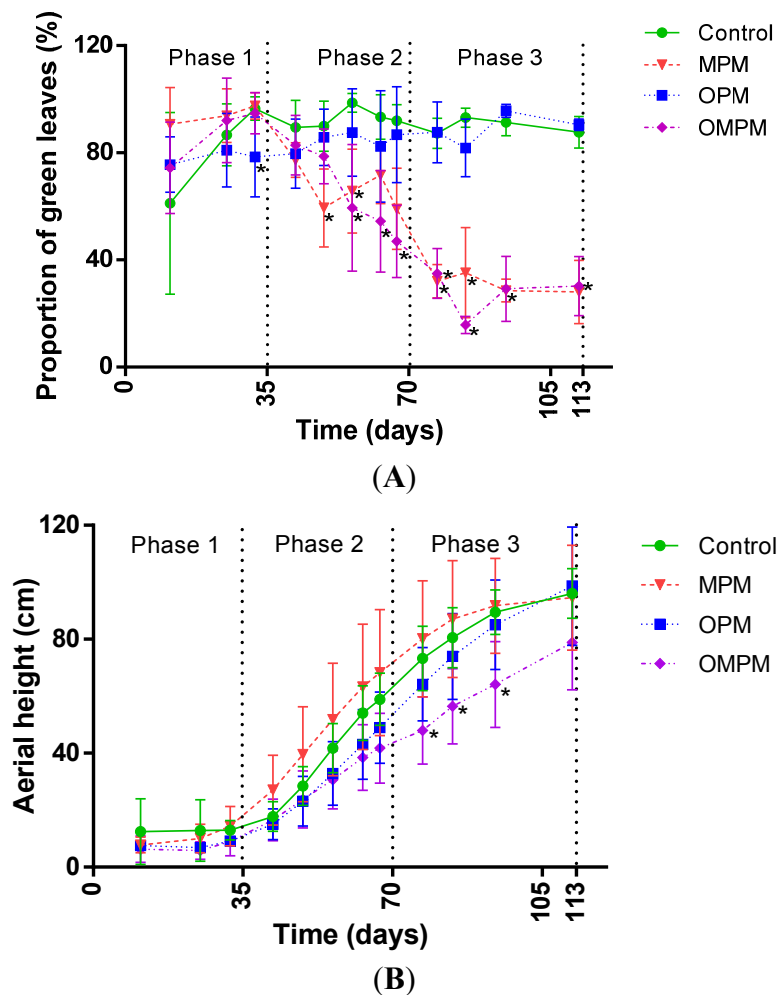 Proportion of green leaves (%)
120
80
40
0
Phase 1
Phase 2
Phase 3
*
*
*
*
*
*
*
*
*
*
*
*
0
35
70
105
113
Time (days)
Control
MPM
OPM
OMPM
(A)
Aerial height (cm)
120
80
40
0
Phase 1
Phase 2
Phase 3
*
*
*
0
35
70
105
113
Time (days)
Control
MPM
OPM
OMPM
(B)